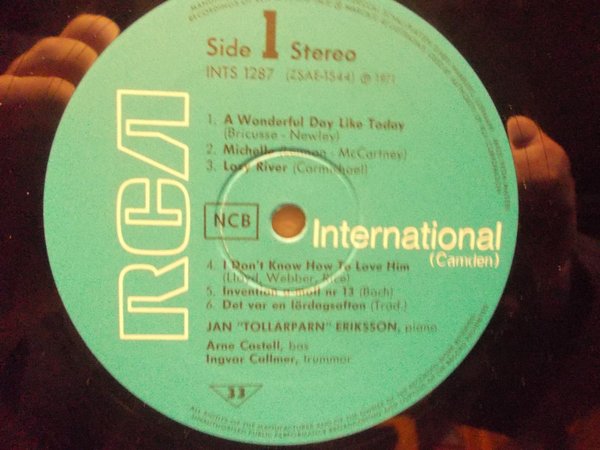 Side 1 Stereo
INTS 1287 (ZSAE-1544) ℗ 1971
1. A Wonderful Day Like Today
(Bricusse - Newley)
2. Michelle (Lennon - McCartney)
3. Lazy River (Carmichael)
RCA
NCB
International
(Camden)
4. I Don't Know How To Love Him
(Lloyd, Webber, Rice)
5. Invention a-moll nr 13 (Bach)
6. Det var en lördagsafton (Trad.)
JAN "TOLLARPARN" ERIKSSON, piano
Arne Castell, bas
Ingvar Callmer, trummor
33